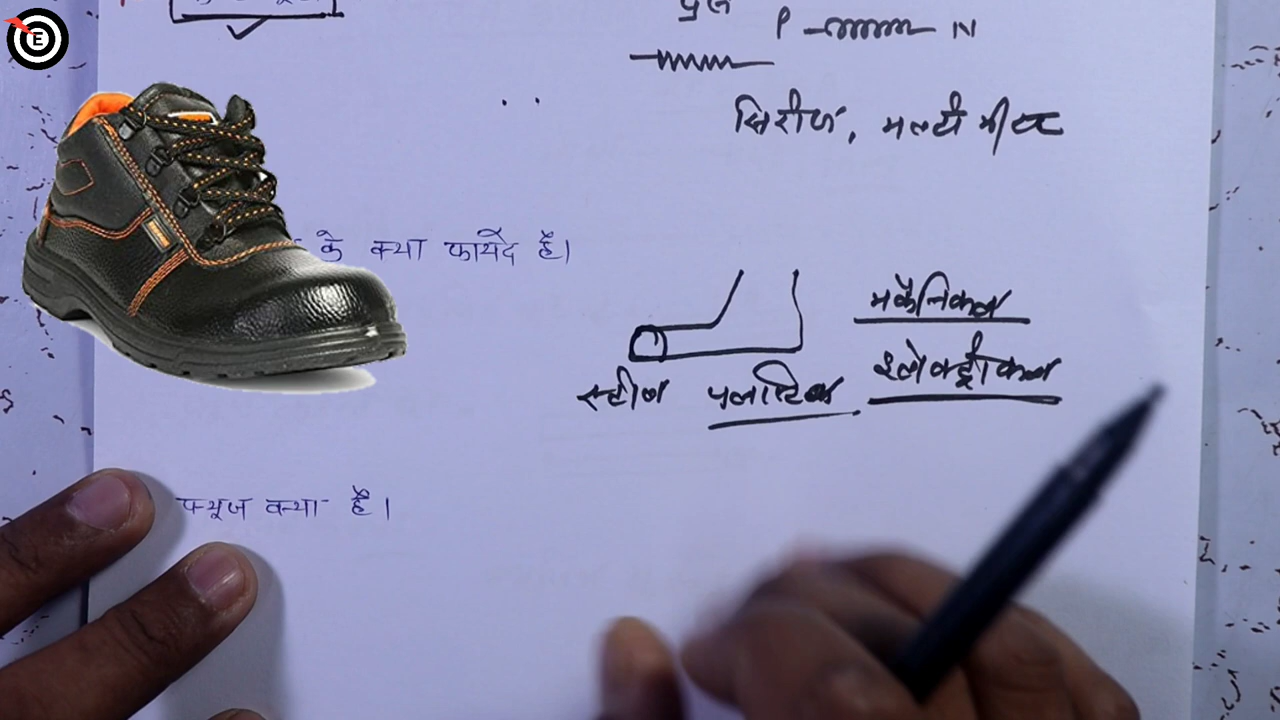 E
P N
सिरीज, मल्टी मीटर
के क्या फायदे है।
मकैनिकल
इलेक्ट्रीकल
स्टील प्लास्टिक
फ्यूज क्या है।